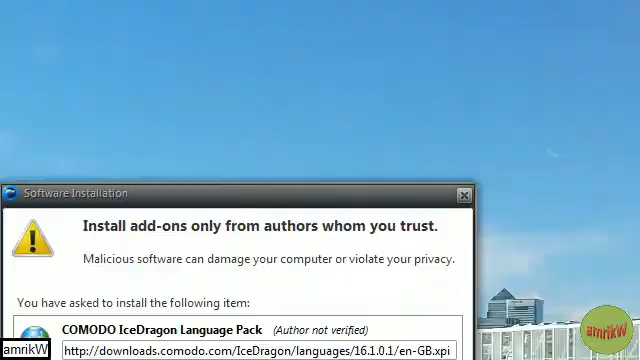 Software Installation
Install add-ons only from authors whom you trust.
Malicious software can damage your computer or violate your privacy.
You have asked to install the following item:
COMODO IceDragon Language Pack (Author not verified)
http://downloads.comodo.com/IceDragon/languages/16.1.0.1/en-GB.xpi
amrikW
amrikW